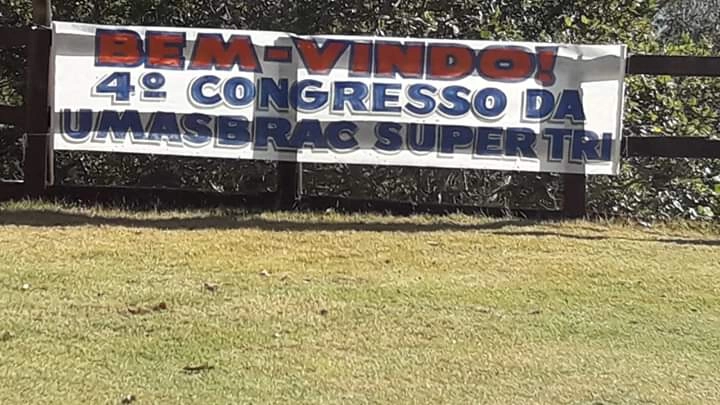 BEM-VINDO!
4º CONGRESSO DA
UMASBRAC SUPER TRI